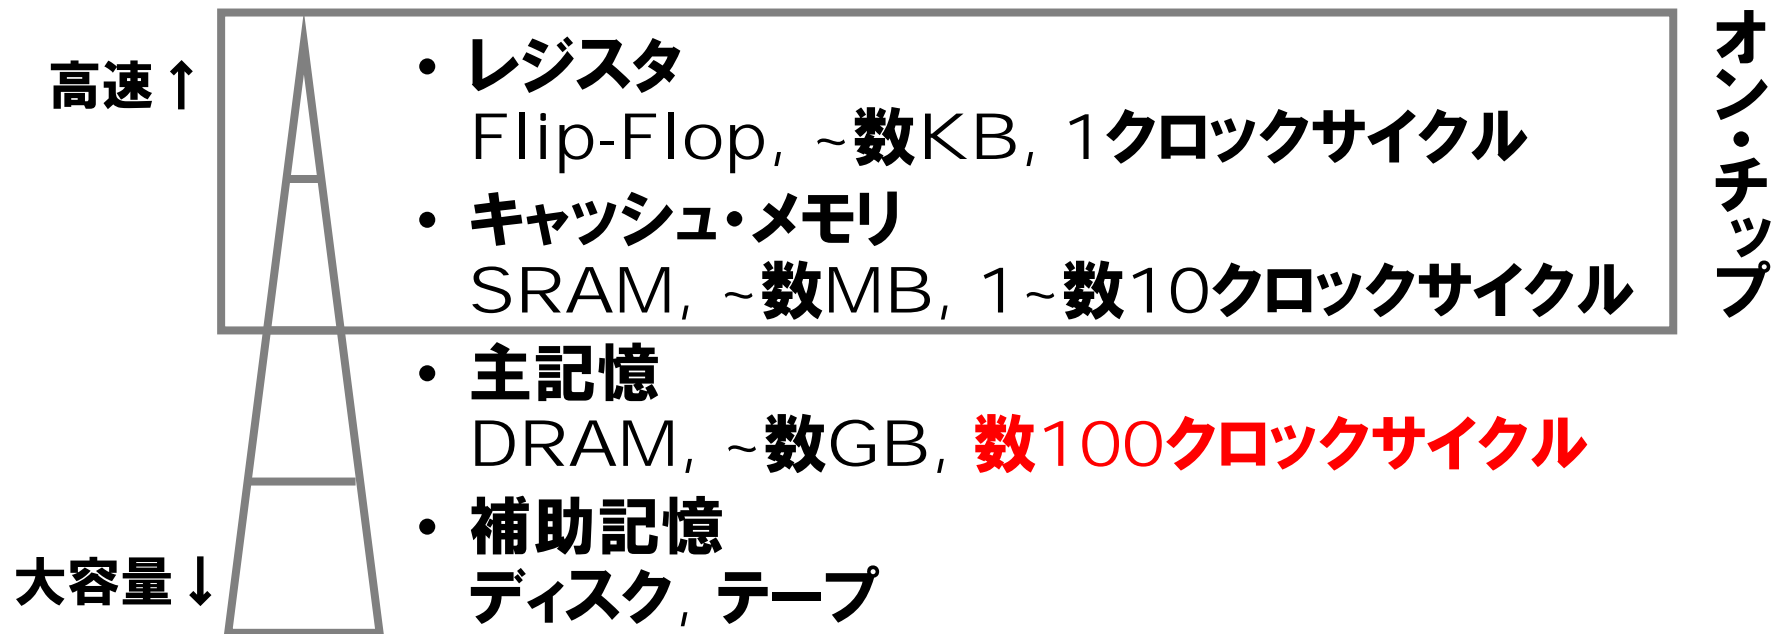 高速↑
• レジスタ
Flip-Flop, ~数KB, 1クロックサイクル
• キャッシュ・メモリ
SRAM, ~数MB, 1~数10クロックサイクル
オン・チップ
• 主記憶
DRAM, ~数GB, 数100クロックサイクル
• 補助記憶
ディスク, テープ
大容量↓